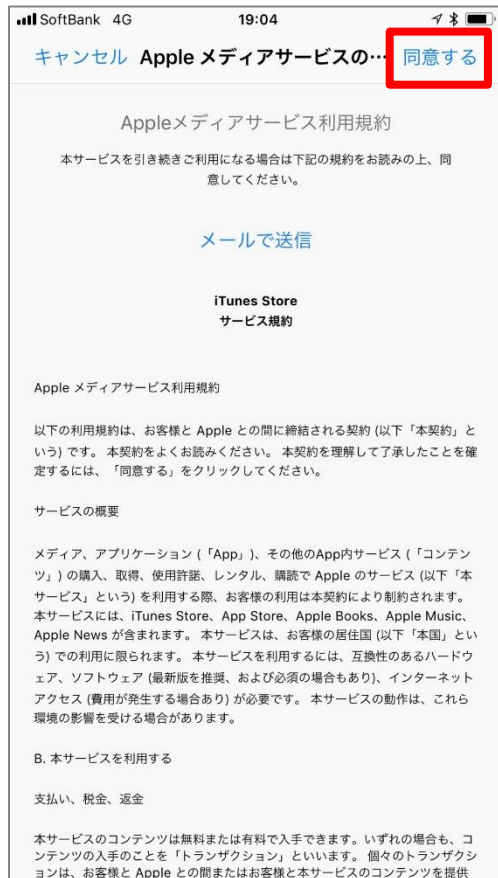 SoftBank 4G 19:04
キャンセル Apple メディアサービスの… 同意する
Appleメディアサービス利用規約
本サービスを引き続きご利用になる場合は下記の規約をお読みの上、同
意してください。
メールで送信
iTunes Store
サービス規約
Apple メディアサービス利用規約
以下の利用規約は、お客様と Apple との間に締結される契約 (以下「本契約」と
いう) です。 本契約をよくお読みください。 本契約を理解して了承したことを確
定するには、「同意する」をクリックしてください。
サービスの概要
メディア、アプリケーション (「App」)、その他のApp内サービス (「コンテン
ツ」) の購入、取得、使用許諾、レンタル、購読で Apple のサービス (以下「本
サービス」という) を利用する際、お客様の利用は本契約により制約されます。
本サービスには、iTunes Store、App Store、Apple Books、Apple Music、
Apple News が含まれます。 本サービスは、お客様の居住国 (以下「本国」とい
う) での利用に限られます。 本サービスを利用するには、互換性のあるハードウ
ェア、ソフトウェア (最新版を推奨、および必須の場合もあり)、インターネット
アクセス (費用が発生する場合あり) が必要です。 本サービスの動作は、これら
環境の影響を受ける場合があります。
B. 本サービスを利用する
支払い、税金、返金
本サービスのコンテンツは無料または有料で入手できます。いずれの場合も、コ
ンテンツの入手のことを「トランザクション」といいます。 個々のトランザクシ
ョンは、お客様と Apple との間またはお客様と本サービスのコンテンツを提供